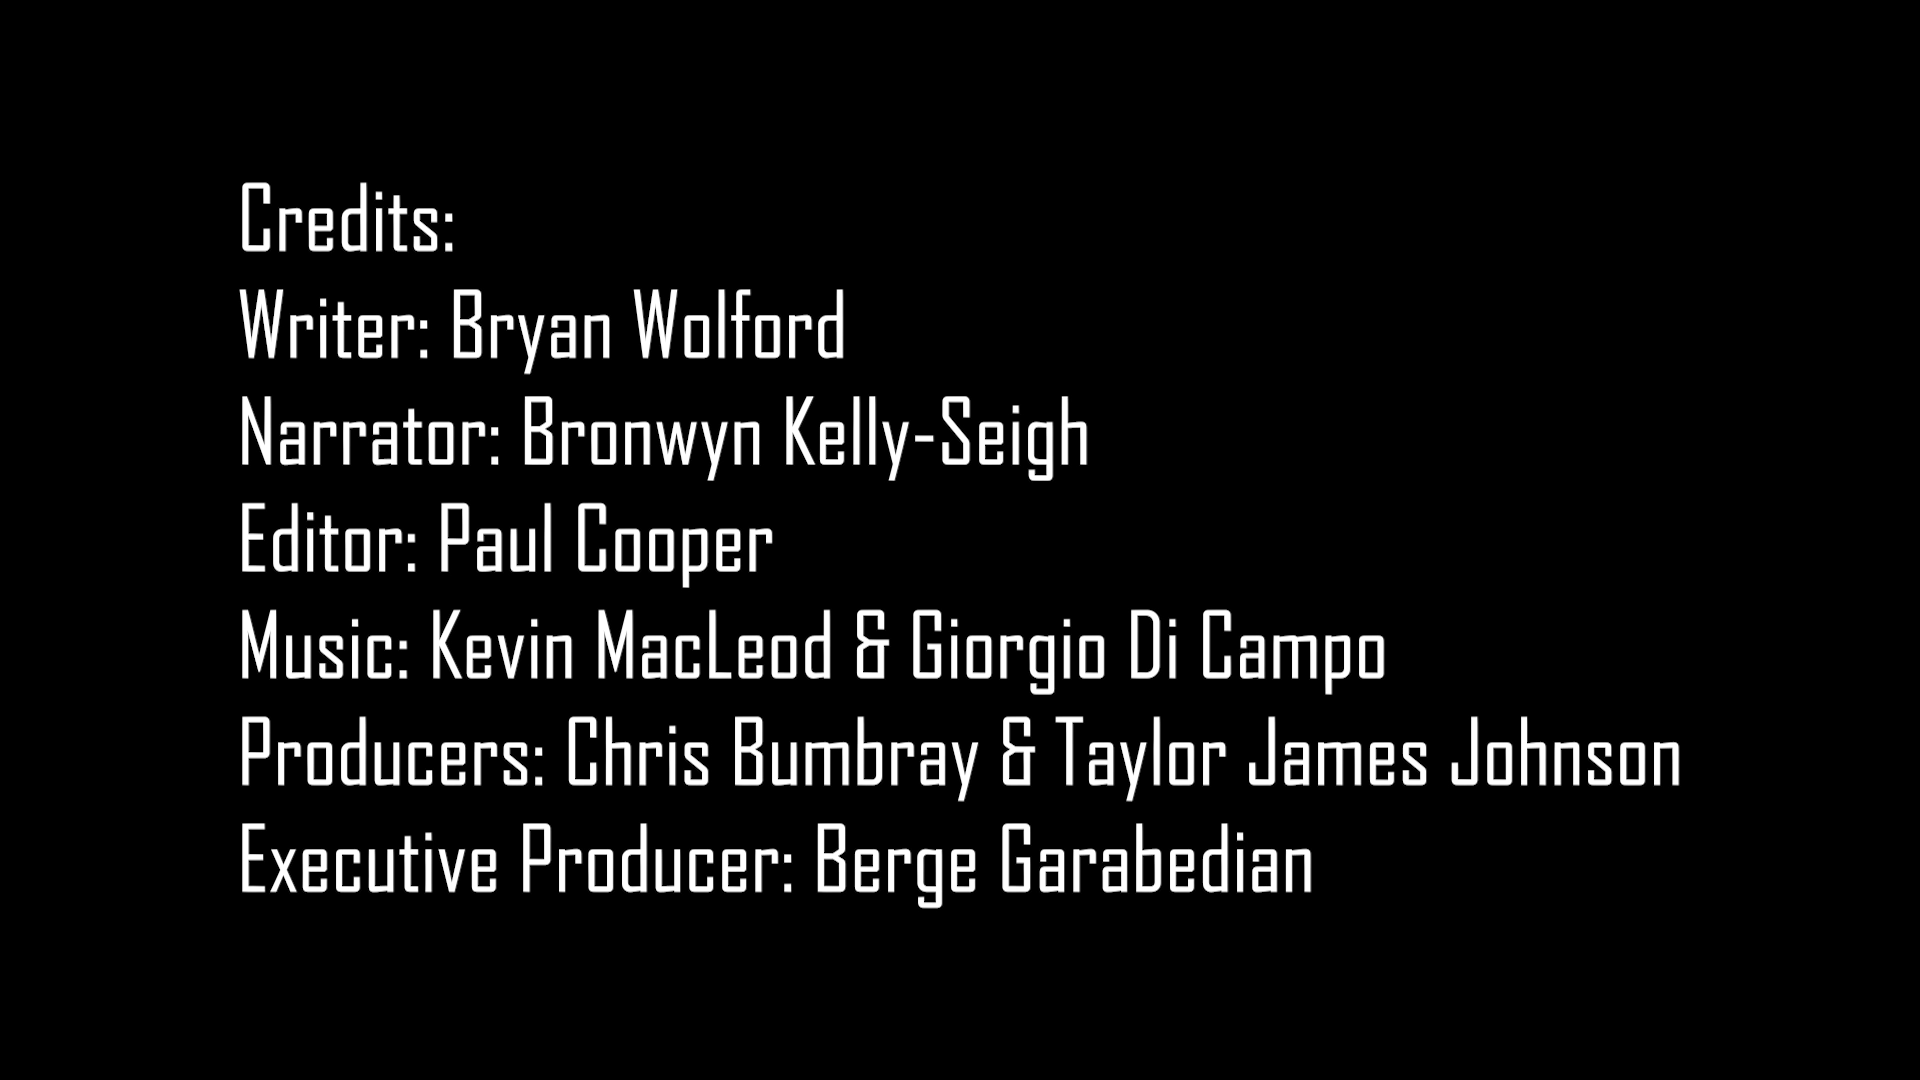 Credits:
Writer: Bryan Wolford
Narrator: Bronwyn Kelly-Seigh
Editor: Paul Cooper
Music: Kevin MacLeod & Giorgio Di Campo
Producers: Chris Bumbray & Taylor James Johnson
Executive Producer: Berge Garabedian